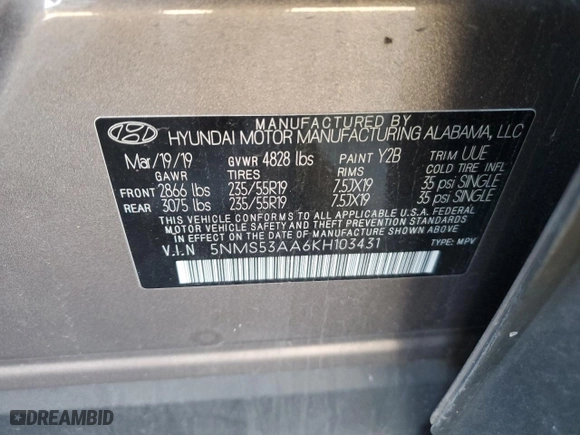 MANUFACTURED BY
HYUNDAI MOTOR MANUFACTURING ALABAMA, LLC
Mar/19/19 GVWR 4828 lbs PAINT Y2B TRIM UUE
GAWR TIRES RIMS COLD TIRE INFL
FRONT 2866 lbs 235/55R19 7.5JX19 35 psi SINGLE
REAR 3075 lbs 235/55R19 7.5JX19 35 psi SINGLE
THIS VEHICLE CONFORMS TO ALL APPLICABLE U.S.A. FEDERAL
MOTOR VEHICLE SAFETY AND THEFT PREVENTION STANDARDS
IN EFFECT ON THE DATE OF MANUFACTURE SHOWN ABOVE.
V.I.N 5NMS53AA6KH103431 TYPE: MPV
DREAMBID